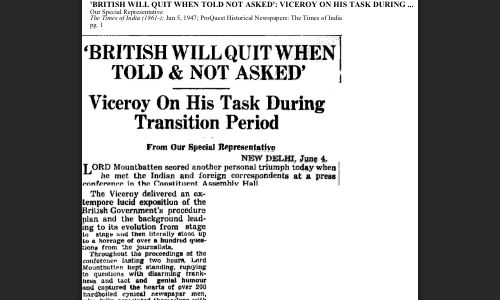 'BRITISH WILL QUIT WHEN TOLD AND NOT ASKED': VICEROY ON HIS TASK DURING ...
Our Special Representative
The Times of India (1861-); Jun 5, 1947; ProQuest Historical Newspapers: The Times of India
pg. 1
'BRITISH WILL QUIT WHEN
TOLD & NOT ASKED'
Viceroy On His Task During
Transition Period
From Our Special Representative
NEW DELHI, June 4.
LORD Mountbatten scored another personal triumph today when
he met the Indian and foreign correspondents at a press
conference in the Constituent Assembly Hall
The Viceroy delivered an ex-
tempore lucid exposition of the
British Government's procedure
plan and the background lead-
ing to its evolution from stage
to stage and then literally stood up
to a barrage of over a hundred ques-
tions from the journalists.
Throughout the proceedings of the
conference lasting two hours, Lord
Mountbatten kept standing, replying
to questions with disarming frank-
ness and tact and genial humour
and captured the hearts of over 200
hardboiled cynical newspaper men,